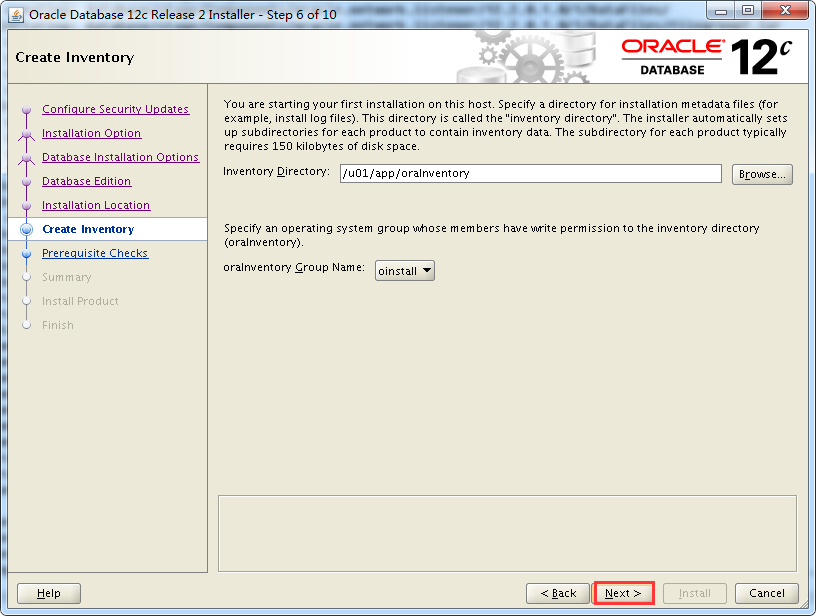 Oracle Database 12c Release 2 Installer - Step 6 of 10
Create Inventory
ORACLE
DATABASE
12c
Configure Security Updates
Installation Option
Database Installation Options
Database Edition
Installation Location
Create Inventory
Prerequisite Checks
Summary
Install Product
Finish
You are starting your first installation on this host. Specify a directory for installation metadata files (for
example, install log files). This directory is called the "inventory directory". The installer automatically sets
up subdirectories for each product to contain inventory data. The subdirectory for each product typically
requires 150 kilobytes of disk space.
Inventory Directory: /u01/app/oraInventory Browse...
Specify an operating system group whose members have write permission to the inventory directory
(oraInventory).
oraInventory Group Name: oinstall
Help < Back Next > Install Cancel